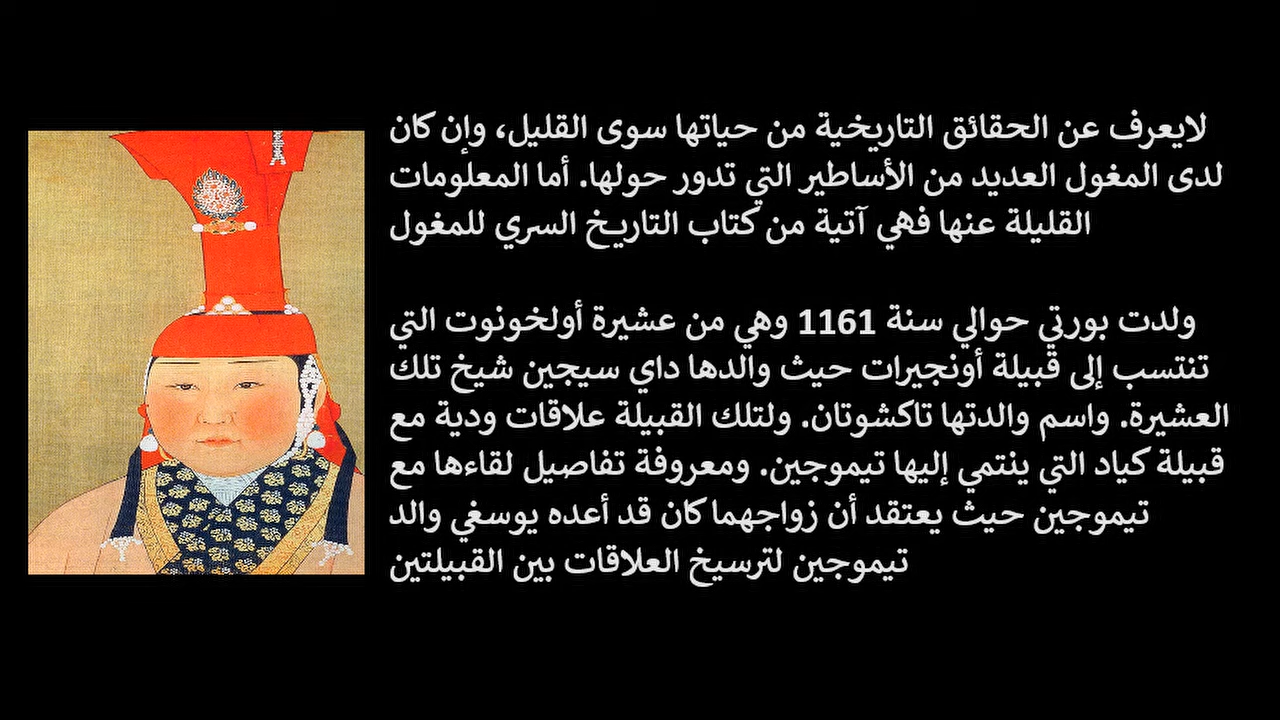 لايعرف عن الحقائق التاريخية من حياتها سوى القليل، وإن كان
لدى المغول العديد من الأساطير التي تدور حولها. أما المعلومات
القليلة عنها فهي آتية من كتاب التاريخ السري للمغول
ولدت بورتي حوالي سنة 1161 وهي من عشيرة أولخونوت التي
تنتسب إلى قبيلة أونجيرات حيث والدها داي سيجين شيخ تلك
العشيرة. واسم والدتها تاكشوتان. ولتلك القبيلة علاقات ودية مع
قبيلة كياد التي ينتمي إليها تيموجين. ومعروفة تفاصيل لقاءها مع
تيموجين حيث يعتقد أن زواجهما كان قد أعده يوسغي والد
تيموجين لترسيخ العلاقات بين القبيلتين